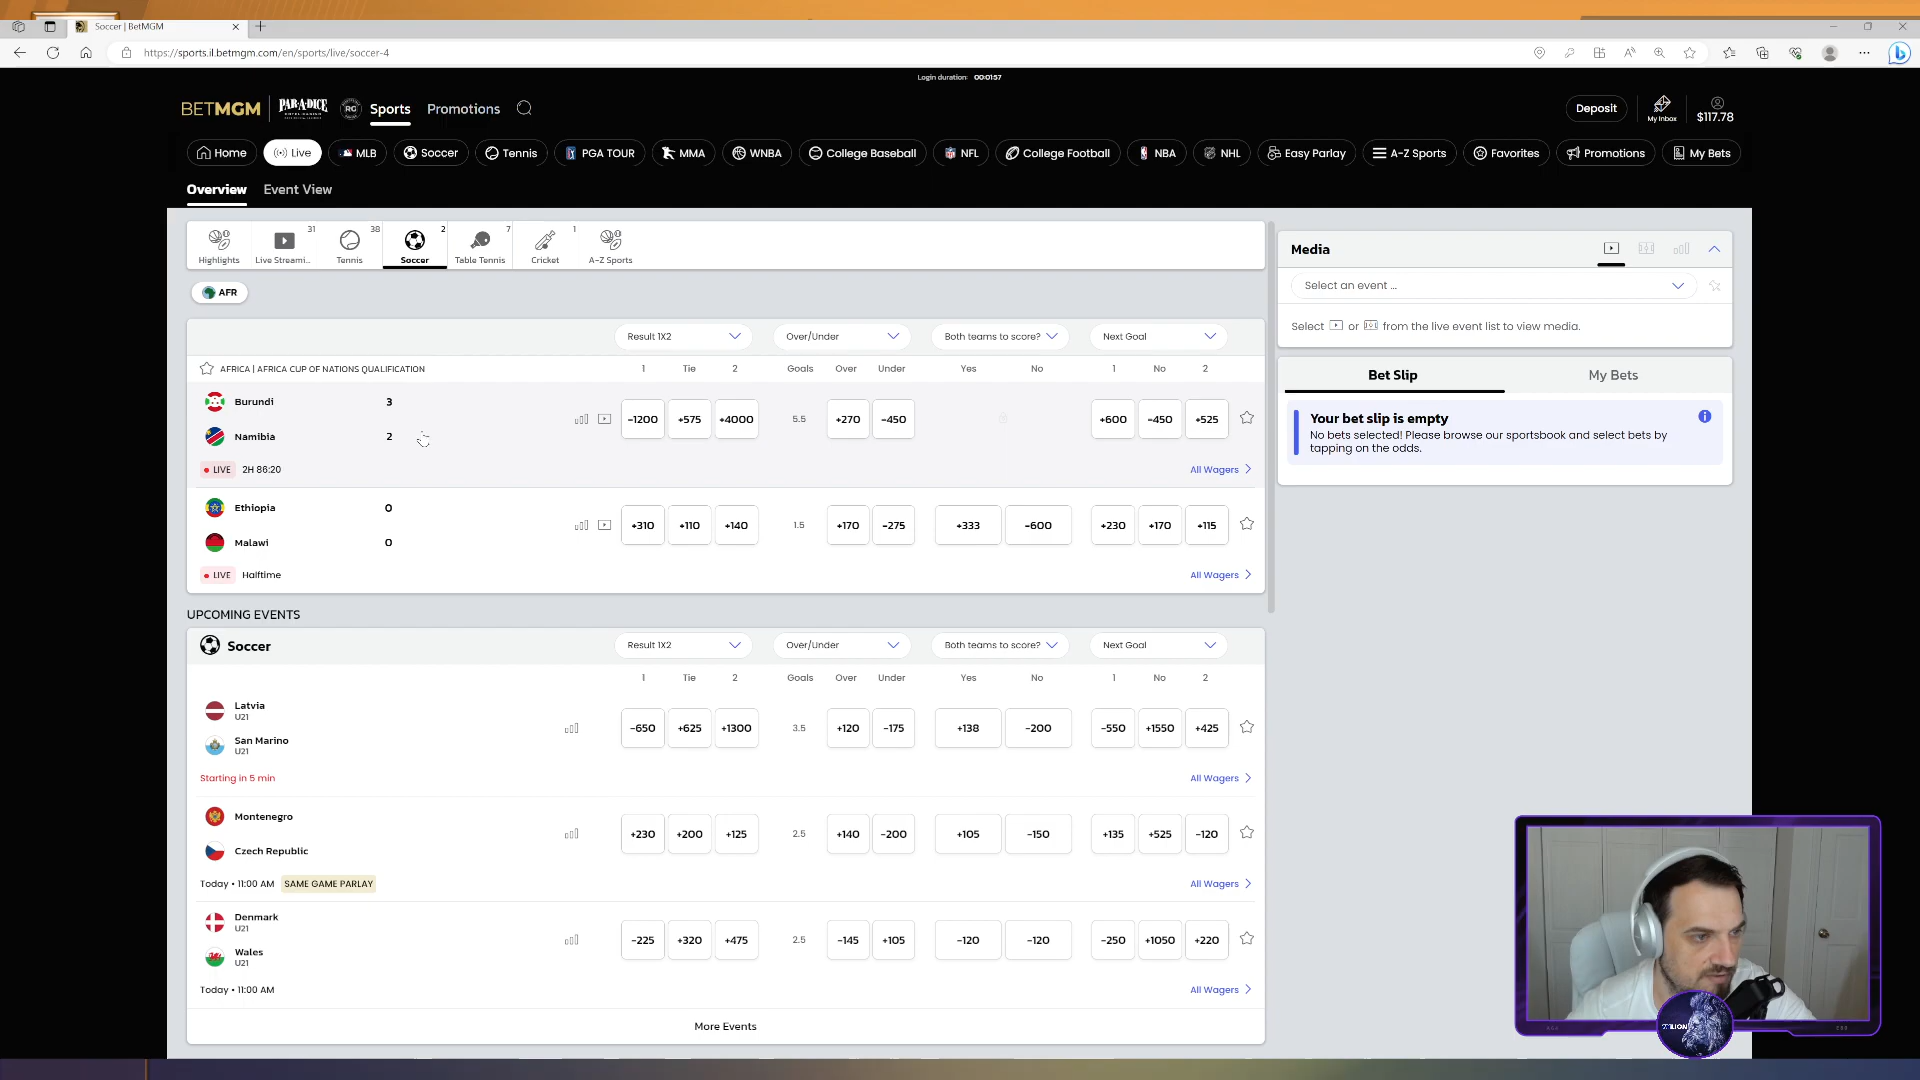 Soccer | BetMGM
https://sports.il.betmgm.com/en/sports/live/soccer-4
Login duration: 00:01:57
BETMGM PAR-A-DICE RG Sports Promotions Deposit My Inbox $117.78
Home Live MLB Soccer Tennis PGA TOUR MMA WNBA College Baseball NFL College Football NBA NHL Easy Parlay A-Z Sports Favorites Promotions My Bets
Overview Event View
31 38 2 7 1
Highlights Live Streami... Tennis Soccer Table Tennis Cricket A-Z Sports
AFR
Result 1X2 Over/Under Both teams to score? Next Goal
AFRICA | AFRICA CUP OF NATIONS QUALIFICATION 1 Tie 2 Goals Over Under Yes No 1 No 2
Burundi 3
-1200 +575 +4000 5.5 +270 -450 +600 -450 +525
Namibia 2
LIVE 2H 86:20 All Wagers
Ethiopia 0
+310 +110 +140 1.5 +170 -275 +333 -600 +230 +170 +115
Malawi 0
LIVE Halftime All Wagers
UPCOMING EVENTS
Soccer Result 1X2 Over/Under Both teams to score? Next Goal
1 Tie 2 Goals Over Under Yes No 1 No 2
Latvia
U21
-650 +625 +1300 3.5 +120 -175 +138 -200 -550 +1550 +425
San Marino
U21
Starting in 5 min All Wagers
Montenegro
+230 +200 +125 2.5 +140 -200 +105 -150 +135 +525 -120
Czech Republic
Today • 11:00 AM SAME GAME PARLAY All Wagers
Denmark
U21
-225 +320 +475 2.5 -145 +105 -120 -120 -250 +1050 +220
Wales
U21
Today • 11:00 AM All Wagers
More Events
Media
Select an event ...
Select or from the live event list to view media.
Bet Slip My Bets
Your bet slip is empty
No bets selected! Please browse our sportsbook and select bets by
tapping on the odds.